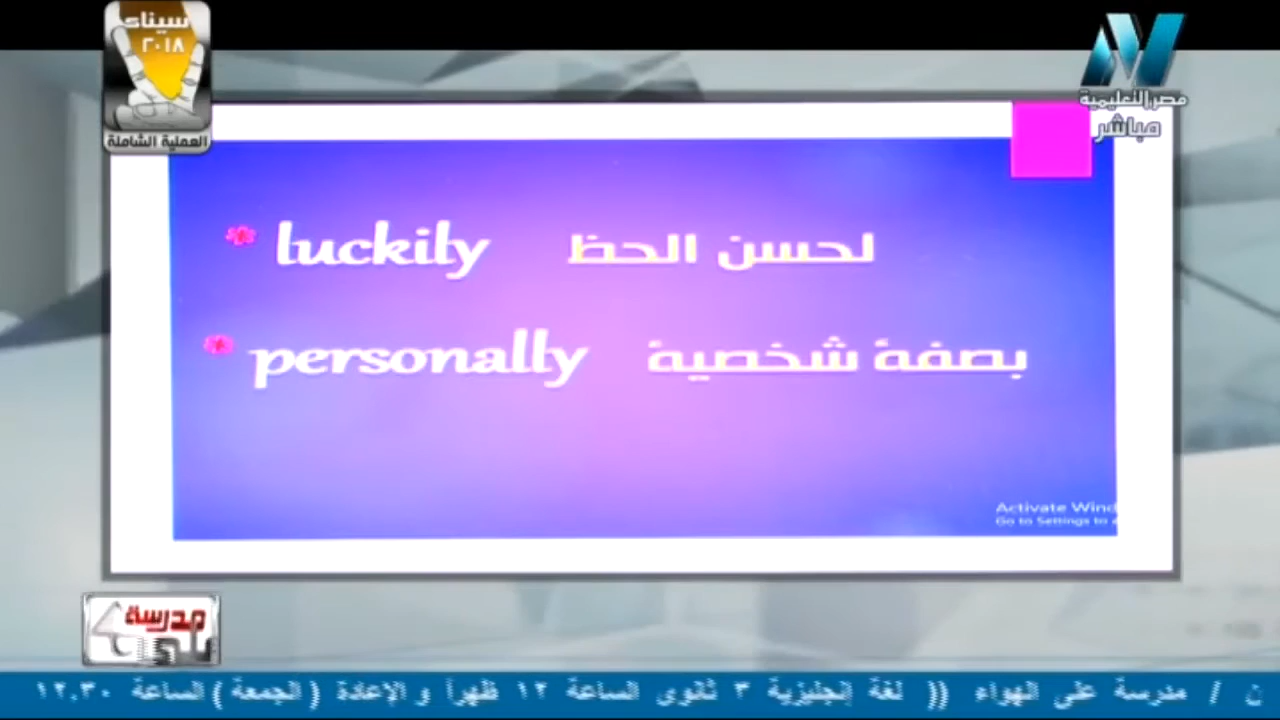 سيناء
٢٠١٨
العملية الشاملة
مصر التعليمية
مباشر
luckily لحسن الحظ
personally بصفة شخصية
Activate Wind
Go to Settings to
مدرسة
/ مدرسة على الهواء (( لغة إنجليزية ٣ ثانوى الساعة ١٢ ظهراً و الإعادة ( الجمعة ) الساعة ١٢.٣٠